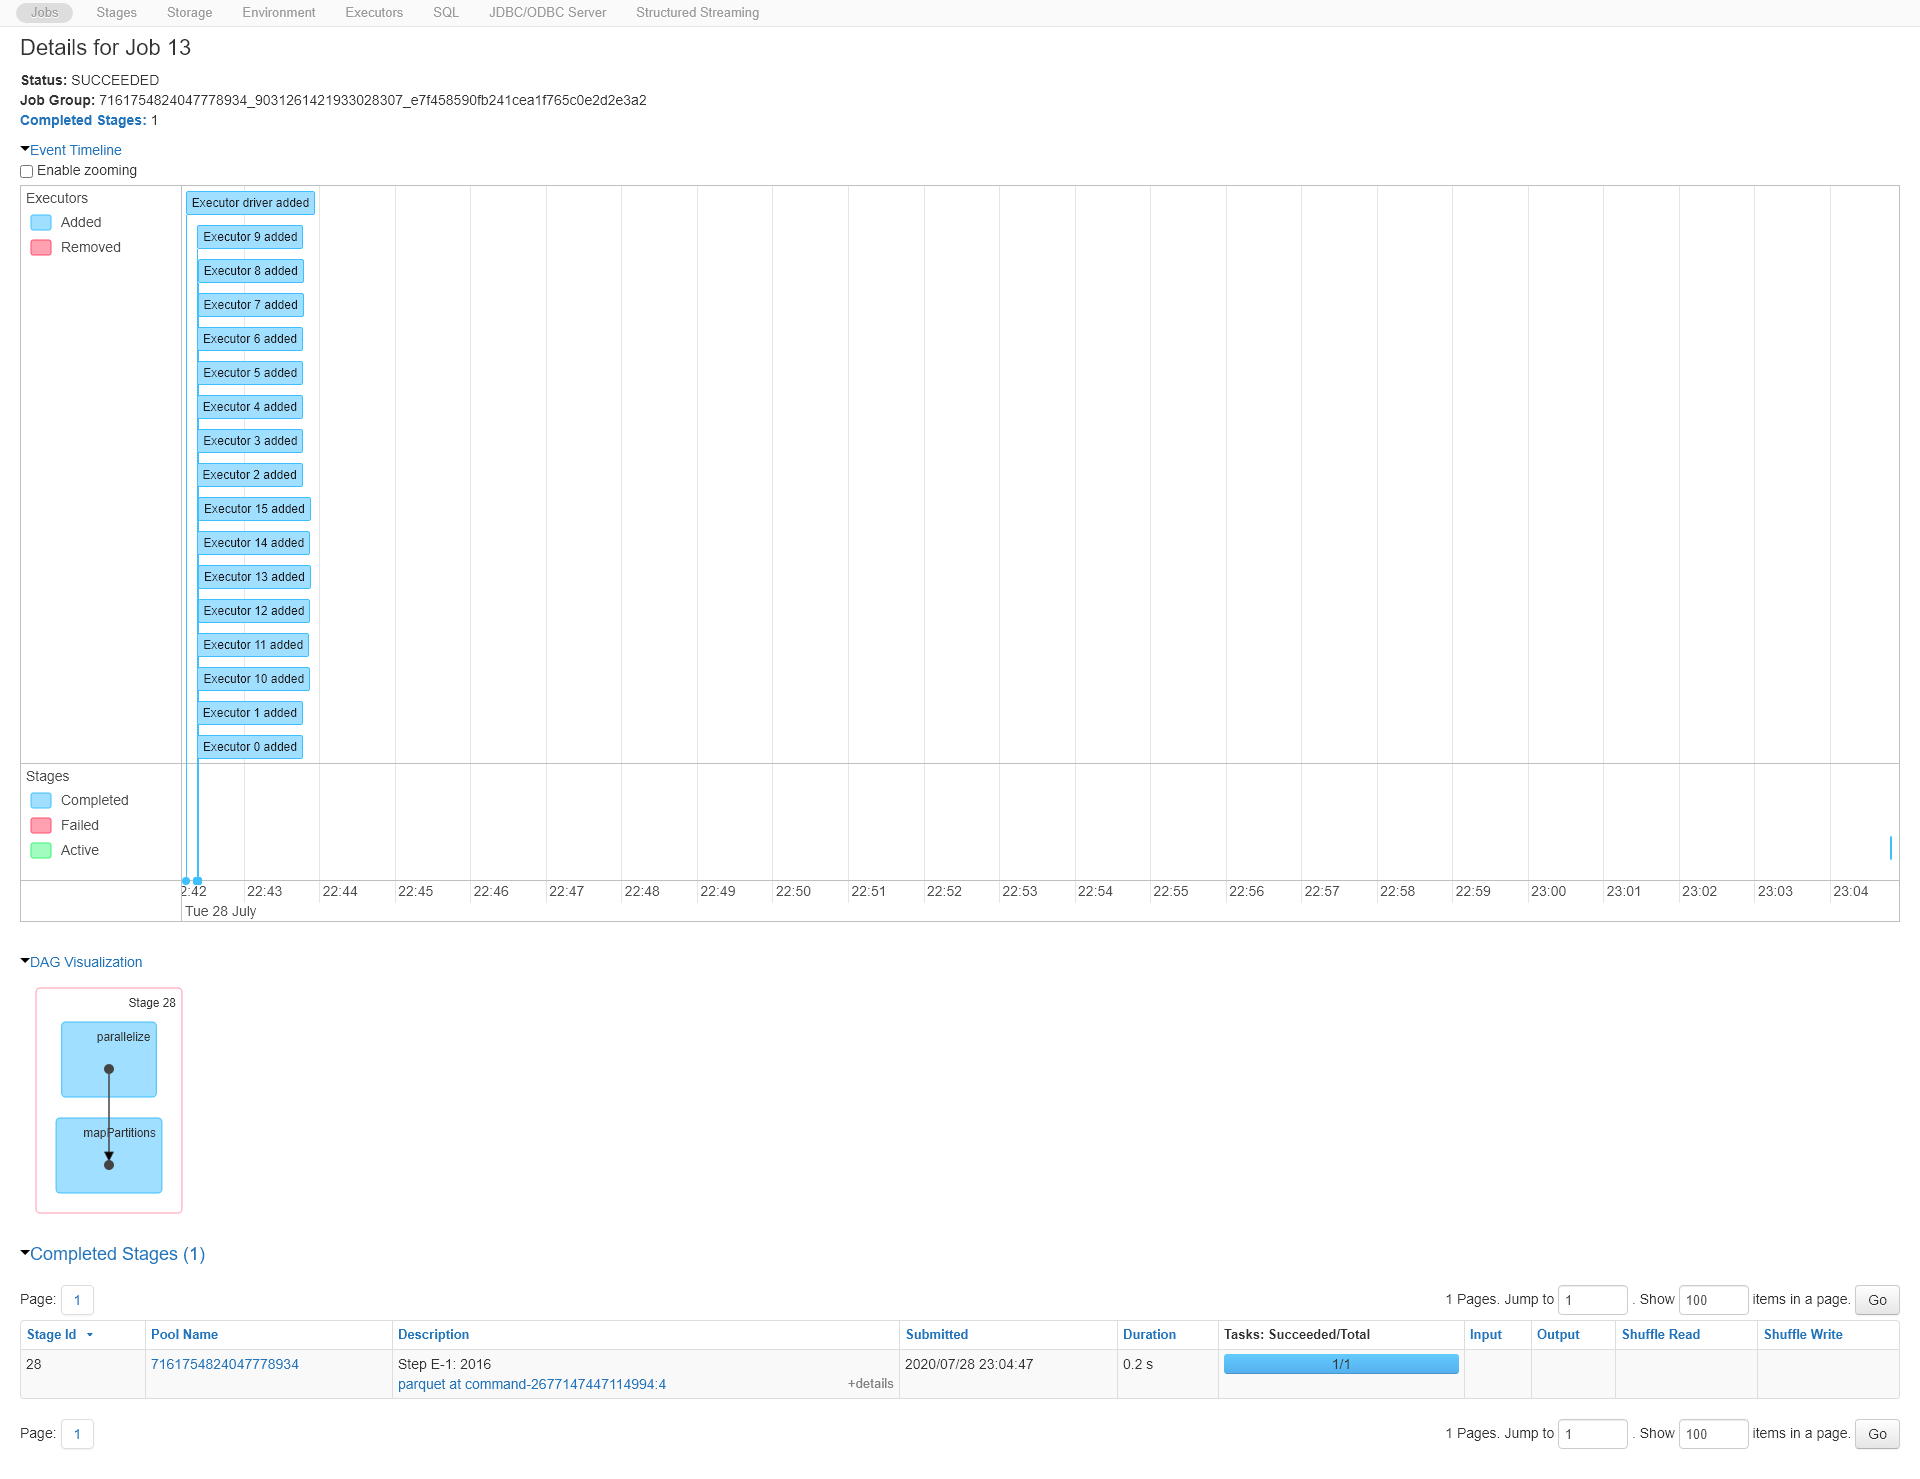 Jobs Stages Storage Environment Executors SQL JDBC/ODBC Server Structured Streaming
Details for Job 13
Status: SUCCEEDED
Job Group: 7161754824047778934_9031261421933028307_e7f458590fb241cea1f765c0e2d2e3a2
Completed Stages: 1
Event Timeline
Enable zooming
Executors
Added
Removed
Executor driver added
Executor 9 added
Executor 8 added
Executor 7 added
Executor 6 added
Executor 5 added
Executor 4 added
Executor 3 added
Executor 2 added
Executor 15 added
Executor 14 added
Executor 13 added
Executor 12 added
Executor 11 added
Executor 10 added
Executor 1 added
Executor 0 added
Stages
Completed
Failed
Active
2:42 22:43 22:44 22:45 22:46 22:47 22:48 22:49 22:50 22:51 22:52 22:53 22:54 22:55 22:56 22:57 22:58 22:59 23:00 23:01 23:02 23:03 23:04
Tue 28 July
DAG Visualization
Stage 28
parallelize
mapPartitions
Completed Stages (1)
Page: 1 1 Pages. Jump to 1 . Show 100 items in a page. Go
Stage Id Pool Name Description Submitted Duration Tasks: Succeeded/Total Input Output Shuffle Read Shuffle Write
28 7161754824047778934 Step E-1: 2016 2020/07/28 23:04:47 0.2 s 1/1
parquet at command-2677147447114994:4 +details
Page: 1 1 Pages. Jump to 1 . Show 100 items in a page. Go